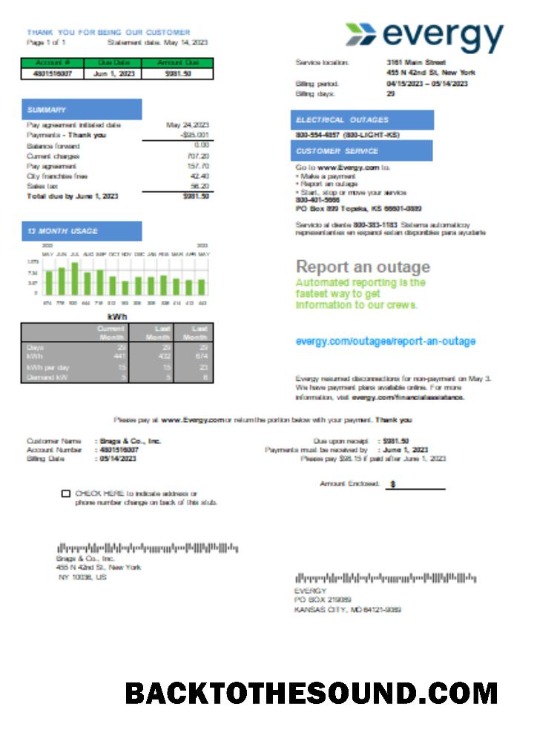 THANK YOU FOR BEING OUR CUSTOMER
Page 1 of 1 Statement date. May 14, 2023
evergy
Account # Due Date Amount Due
4801516007 Jun 1, 2023 $981.50
Service location. 3161 Main Street
455 N 42nd St, New York
Billing period. 04/15/2023 - 05/14/2023
Billing days. 29
SUMMARY
Pay agreement initiated date May 24,2023
Payments - Thank you -$95.001
Balance forward 0.00
Current charges 707.20
Pay agreement 157.70
City franchise fees 42.40
Sales tax 56.20
Total due by June 1, 2023 $981.50
ELECTRICAL OUTAGES
800-554-4857 (800-LIGHT-KS)
CUSTOMER SERVICE
Go to www.Evergy.com to.
• Make a payment
• Report an outage
• Start, stop or move your service
800-401-5666
PO Box 899 Topeka, KS 66601-0889
Servicio al cliente 800-383-1183 Sistema automaticoy
representantes en espanol estan disponibles para ayudarle
13 MONTH USAGE
MAY JUN JUL AUG SEP OCT NOV DEC JAN FEB MAR APR MAY
Report an outage
Automated reporting is the
fastest way to get
information to our crews.
evergy.com/outages/report-an-outage
kWh
Current Month Last Month Last Month
Days 29 29 29
kWh 441 432 674
kWh per day 15 15 23
Demand kW 5 5 6
Evergy resumed disconnections for non-payment on May 3.
We have payment plans available online. For more
information, visit evergy.com/financialassistance.
Please pay at www.Evergy.com or return the portion below with your payment. Thank you
Customer Name : Brags & Co., Inc.
Account Number : 4801516007
Billing Date : 05/14/2023
Due upon receipt : $981.50
Payments must be received by : June 1, 2023
Please pay $98.15 if paid after June 1, 2023
CHECK HERE to indicate address or
phone number change on back of this stub.
Amount Enclosed. $
Brags & Co., Inc.
455 N 42nd St., New York
NY 10036, US
EVERGY
PO BOX 219089
KANSAS CITY, MO 64121-9089
BACKTOTHESOUND.COM